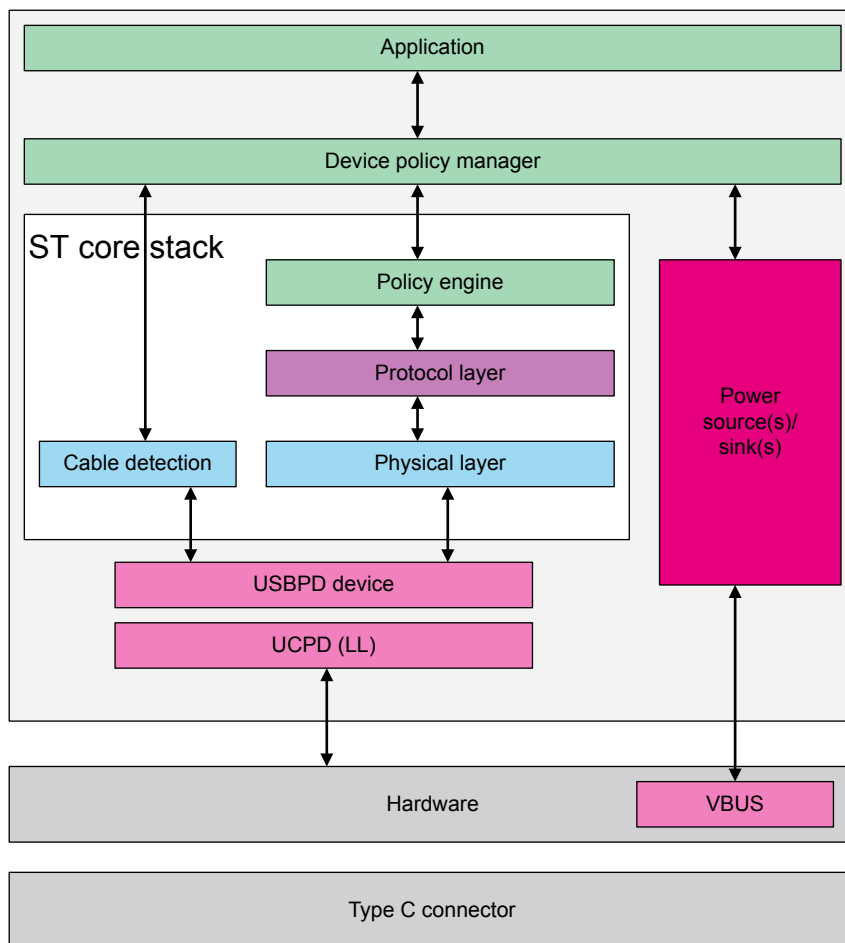 Application
Device policy manager
ST core stack
Policy engine
Protocol layer
Power
source(s)/
sink(s)
Cable detection
Physical layer
USBPD device
UCPD (LL)
Hardware
VBUS
Type C connector